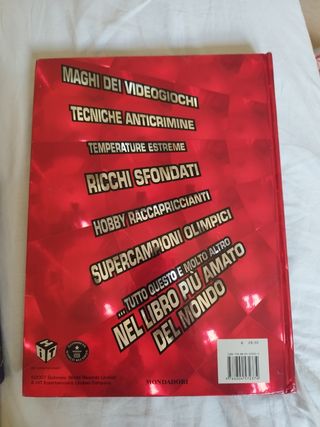 MAGHI DEI VIDEOGIOCHI
TECNICHE ANTICRIMINE
TEMPERATURE ESTREME
RICCHI SFONDATI
HOBBY RACCAPRICCIANTI
SUPERCAMPIONI OLIMPICI
... TUTTO QUESTO E MOLTO ALTRO
NEL LIBRO PIÙ AMATO
DEL MONDO
HIT
MONDADORI